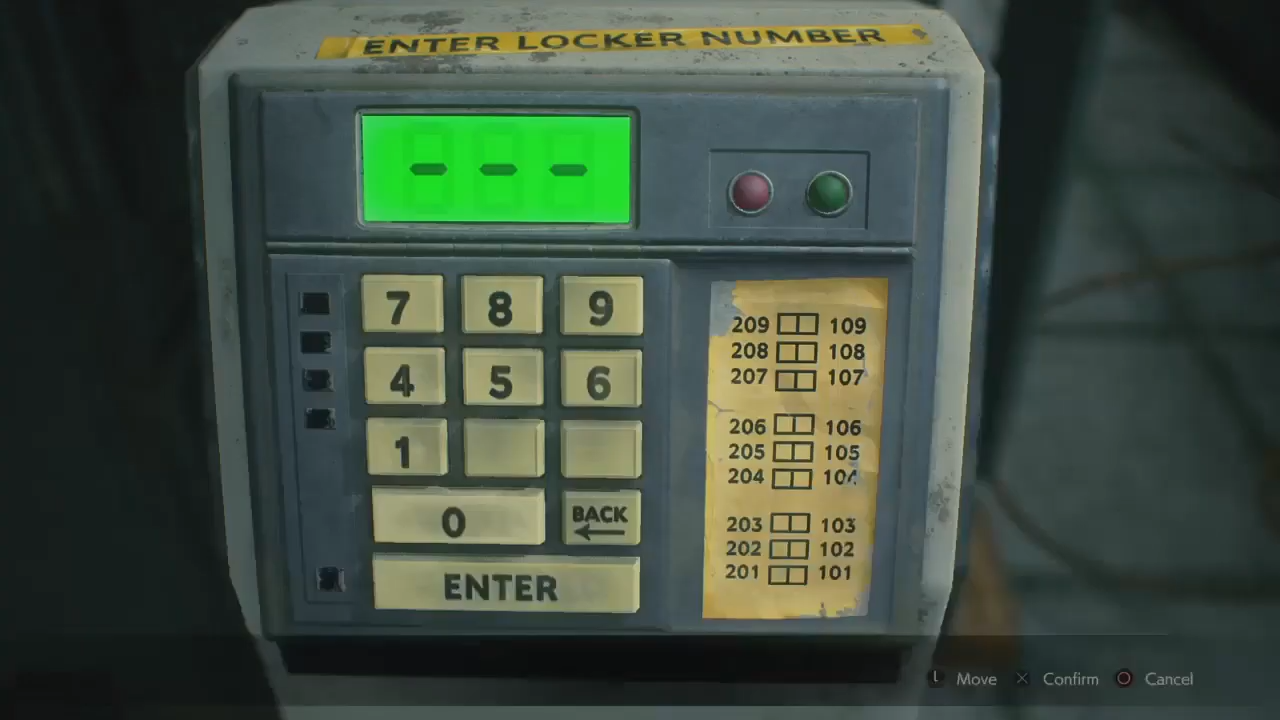 ENTER LOCKER NUMBER
- - -
7 8 9
4 5 6
1
0 BACK
ENTER
209 109
208 108
207 107
206 106
205 105
204 104
203 103
202 102
201 101
L Move X Confirm O Cancel